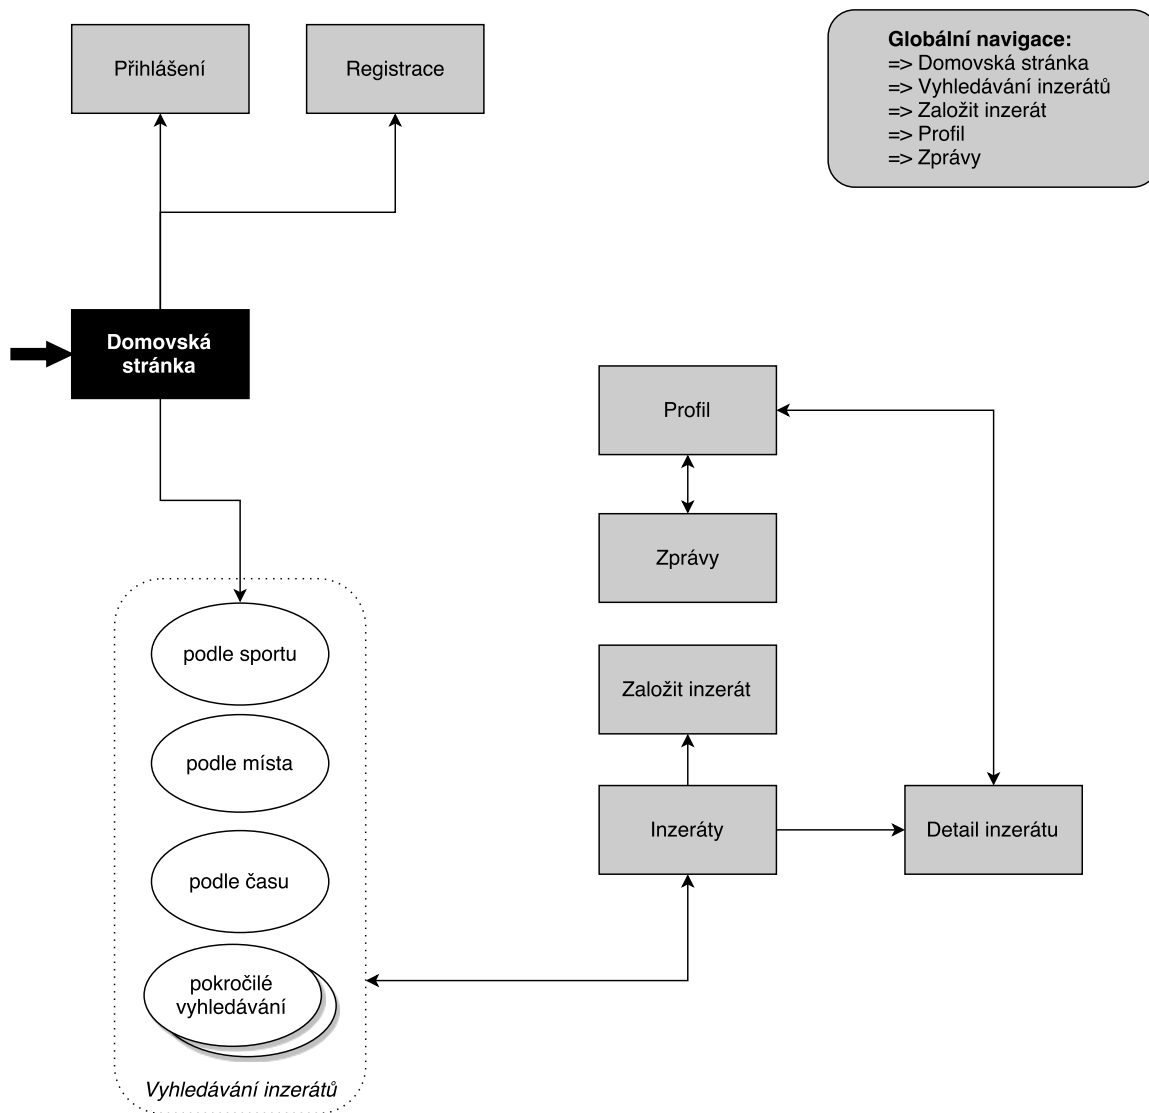 Přihlášení
Registrace
Globální navigace:
=> Domovská stránka
=> Vyhledávání inzerátů
=> Založit inzerát
=> Profil
=> Zprávy
Domovská
stránka
Profil
Zprávy
podle sportu
Založit inzerát
podle místa
Inzeráty
Detail inzerátu
podle času
pokročilé
vyhledávání
Vyhledávání inzerátů